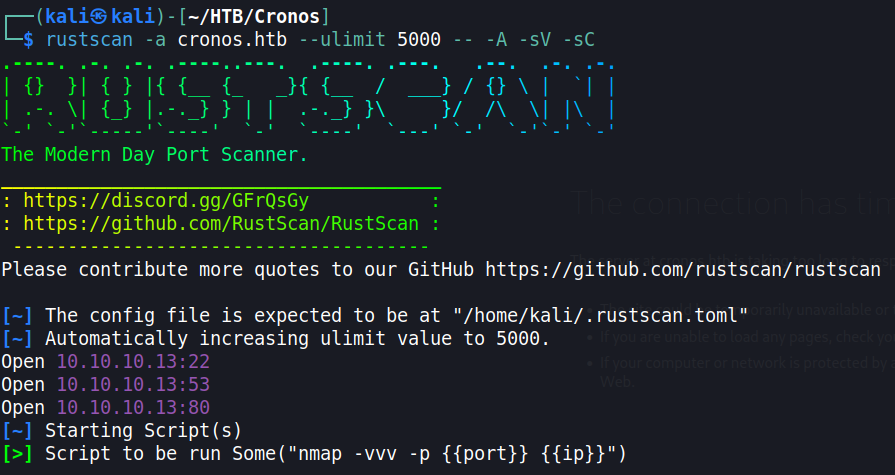 ┌──(kali㉿kali)-[~/HTB/Cronos]
└─$ rustscan -a cronos.htb --ulimit 5000 -- -A -sV -sC
.----. .-. .-. .----..---.  .----. .---.   .--.  .-. .-.
| {}  }| { } |{ {__ {_   _}{ {__  /  ___} / {} \ |  `| |
| .-. \| {_} |.-._} } | |  .-._} }\     }/  /\  \| |\  |
`-' `-'`-----'`----'  `-'  `----'  `---' `-'  `-'`-' `-'
The Modern Day Port Scanner.
________________________________________
: https://discord.gg/GFrQsGy           :
: https://github.com/RustScan/RustScan :
 --------------------------------------
Please contribute more quotes to our GitHub https://github.com/rustscan/rustscan
[~] The config file is expected to be at "/home/kali/.rustscan.toml"
[~] Automatically increasing ulimit value to 5000.
Open 10.10.10.13:22
Open 10.10.10.13:53
Open 10.10.10.13:80
[~] Starting Script(s)
[>] Script to be run Some("nmap -vvv -p {{port}} {{ip}}")
The connection has tim
If you are unable to load any pages, check you
If your computer or network is protected by a
Web.